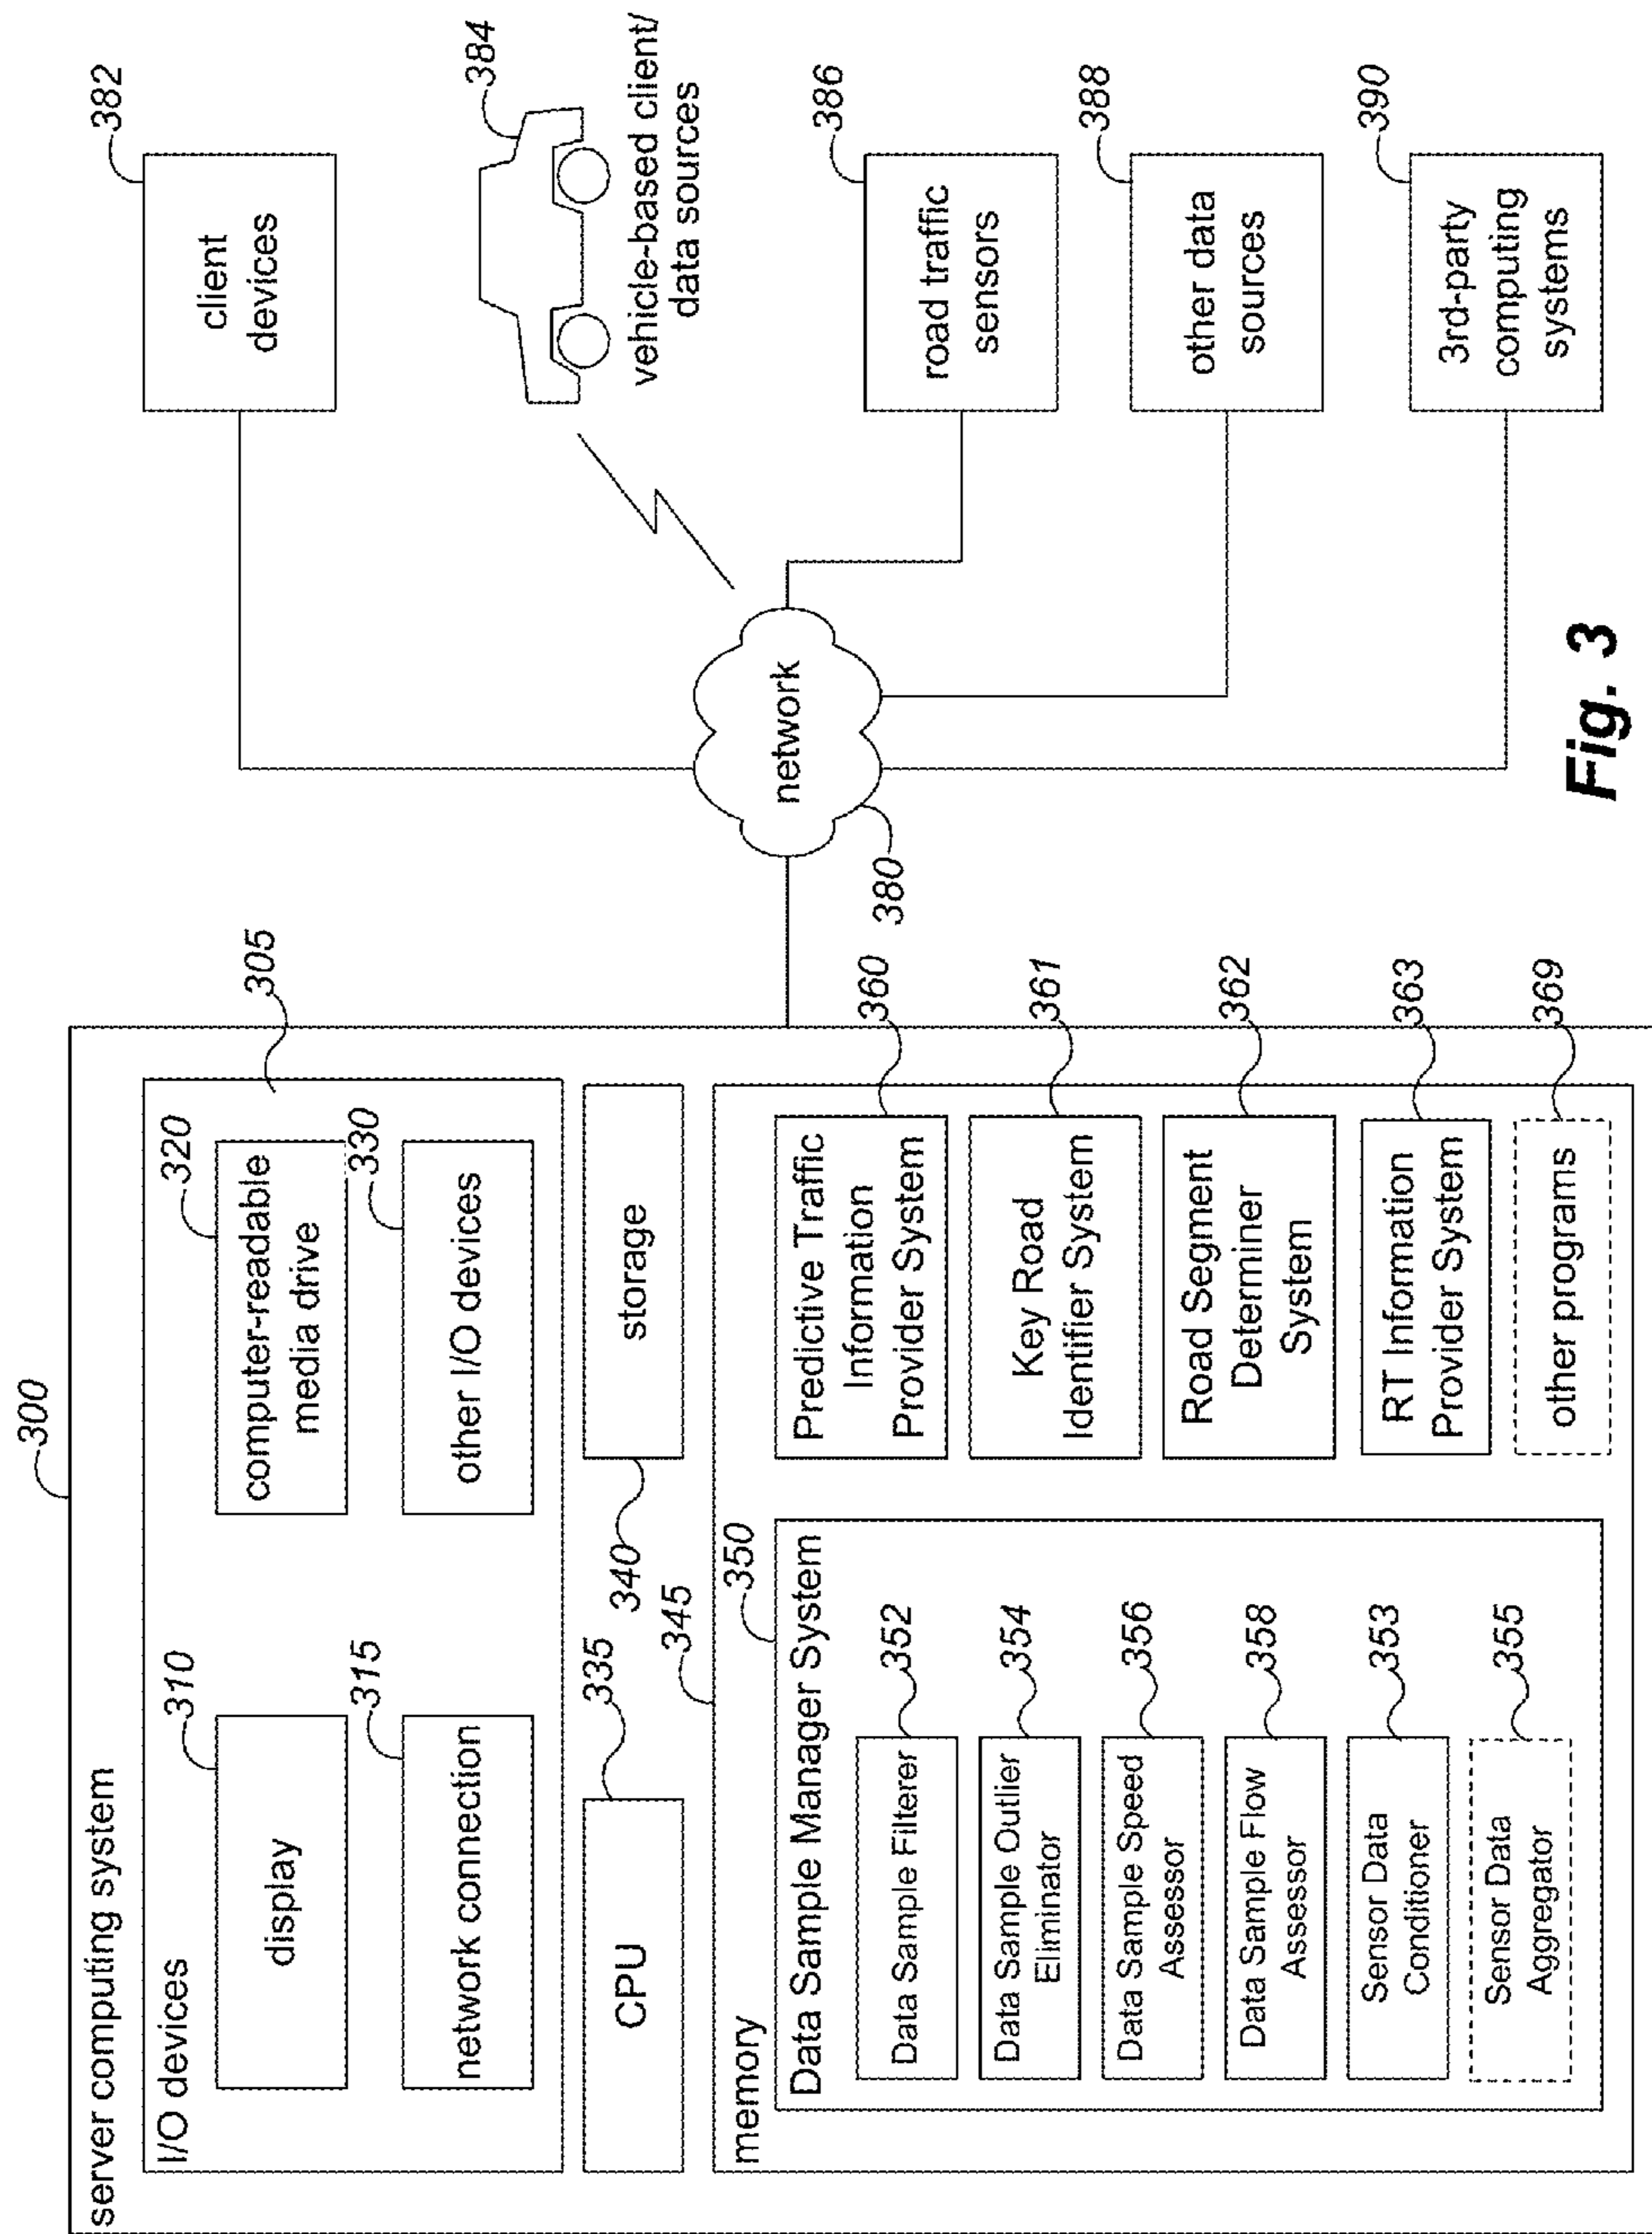 300
server computing system
I/O devices
305
310
display
320
computer-readable
media drive
315
network connection
330
other I/O devices
335
CPU
340
storage
345
memory
350
Data Sample Manager System
Data Sample Filterer
352
Data Sample Outlier
Eliminator
354
Data Sample Speed
Assessor
356
Data Sample Flow
Assessor
358
Sensor Data
Conditioner
353
Sensor Data
Aggregator
355
Predictive Traffic
Information
Provider System
360
Key Road
Identifier System
361
Road Segment
Determiner
System
362
RT Information
Provider System
363
other programs
369
network
380
client
devices
382
384
vehicle-based client/
data sources
road traffic
sensors
386
other data
sources
388
3rd-party
computing
systems
390
Fig. 3